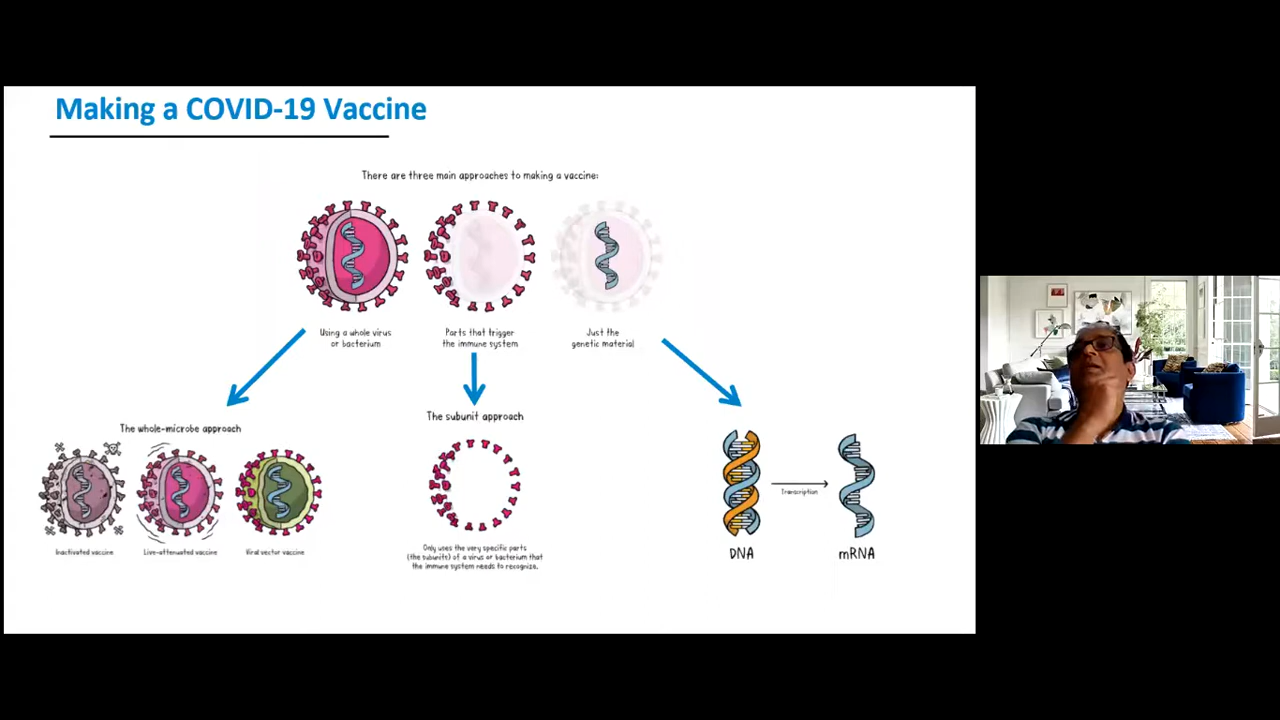 Making a COVID-19 Vaccine
There are three main approaches to making a vaccine:
Using a whole virus
or bacterium
Parts that trigger
the immune system
Just the
genetic material
The whole-microbe approach
Inactivated vaccine
Live-attenuated vaccine
Viral vector vaccine
The subunit approach
Only uses the very specific parts
(the subunits) of a virus or bacterium that
the immune system needs to recognize.
Transcription
DNA
mRNA